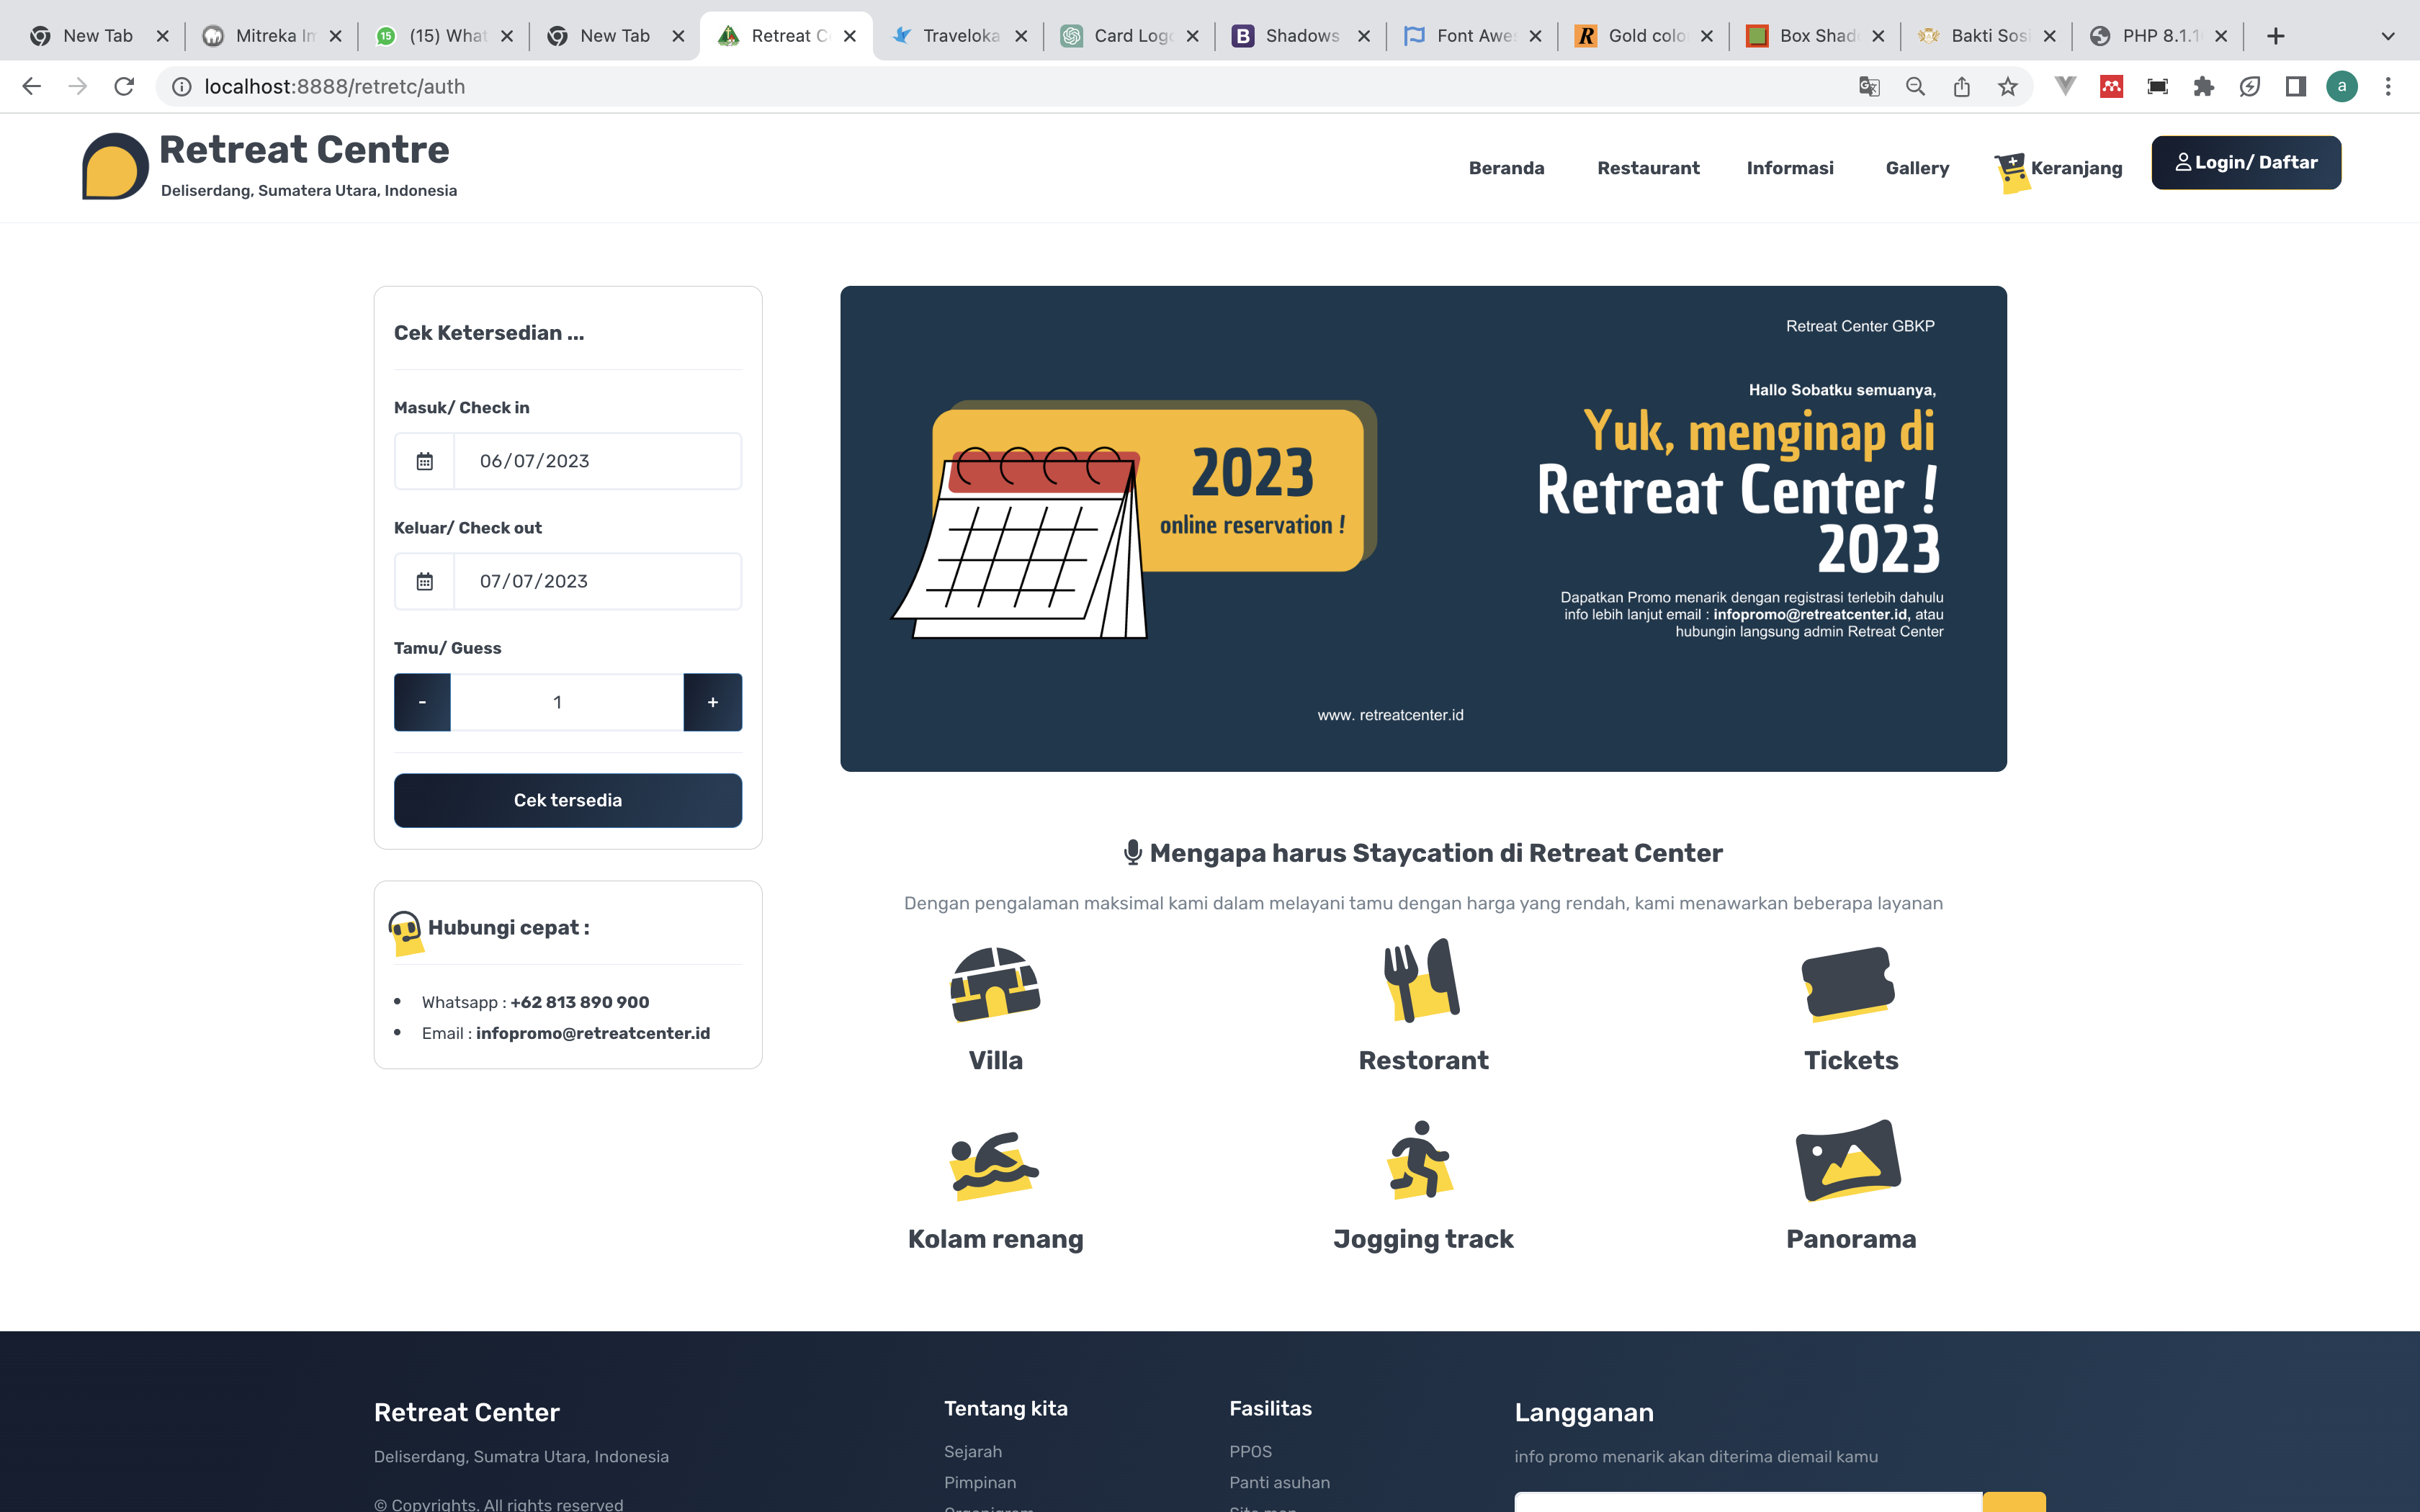 New Tab
Mitreka Im
(15) What
New Tab
Retreat C
Traveloka
Card Logo
Shadows
Font Awes
Gold colo
Box Shad
Bakti Sosi
PHP 8.1.1
localhost:8888/retretc/auth
a
Retreat Centre
Deliserdang, Sumatera Utara, Indonesia
Beranda
Restaurant
Informasi
Gallery
Keranjang
Login/ Daftar
Cek Ketersedian ...
Masuk/ Check in
06/07/2023
Keluar/ Check out
07/07/2023
Tamu/ Guess
- 1 +
Cek tersedia
Hubungi cepat :
Whatsapp : +62 813 890 900
Email : infopromo@retreatcenter.id
Retreat Center GBKP
2023
online reservation !
Hallo Sobatku semuanya,
Yuk, menginap di
Retreat Center !
2023
Dapatkan Promo menarik dengan registrasi terlebih dahulu
info lebih lanjut email : infopromo@retreatcenter.id, atau
hubungin langsung admin Retreat Center
www. retreatcenter.id
Mengapa harus Staycation di Retreat Center
Dengan pengalaman maksimal kami dalam melayani tamu dengan harga yang rendah, kami menawarkan beberapa layanan
Villa
Restorant
Tickets
Kolam renang
Jogging track
Panorama
Retreat Center
Deliserdang, Sumatra Utara, Indonesia
© Copyrights. All rights reserved
Tentang kita
Sejarah
Pimpinan
Fasilitas
PPOS
Panti asuhan
Langganan
info promo menarik akan diterima diemail kamu